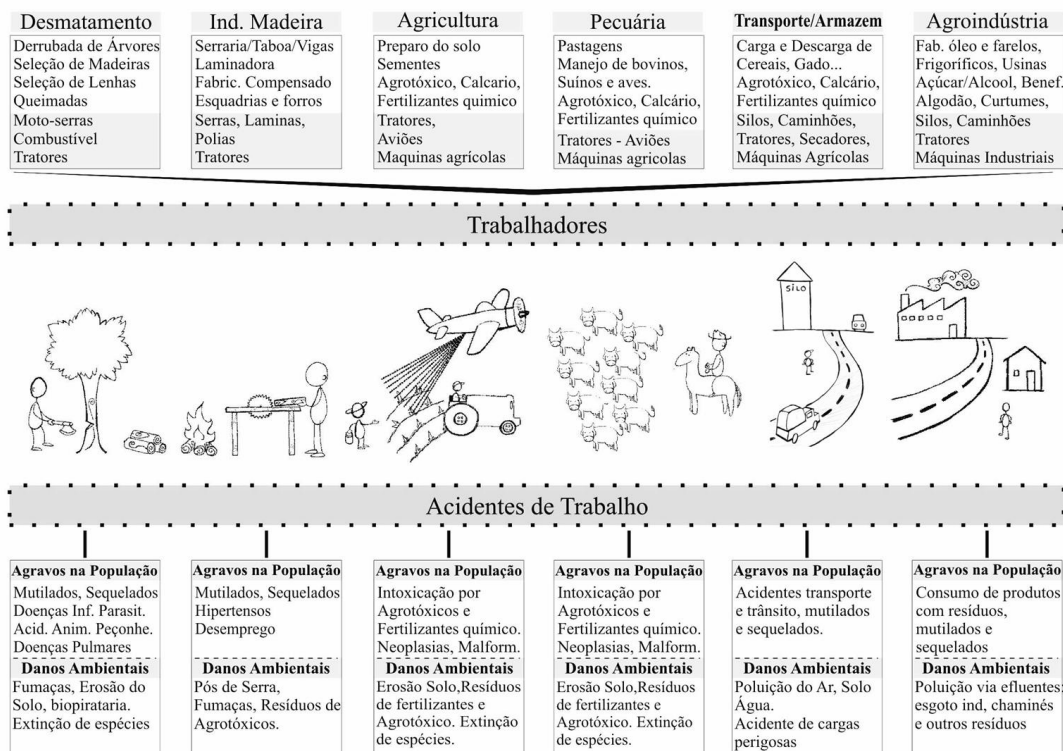 Desmatamento
Derrubada de Árvores
Seleção de Madeiras
Seleção de Lenhas
Queimadas
Moto-serras
Combustível
Tratores
Ind. Madeira
Serraria/Taboa/Vigas
Laminadora
Fabric. Compensado
Esquadrias e forros
Serras, Laminas,
Polias
Tratores
Agricultura
Preparo do solo
Sementes
Agrotóxico, Calcario,
Fertilizantes quimico
Tratores,
Aviões
Maquinas agrícolas
Pecuária
Pastagens
Manejo de bovinos,
Suínos e aves.
Agrotóxico, Calcário,
Fertilizantes químico
Tratores - Aviões
Máquinas agricolas
Transporte/Armazem
Carga e Descarga de
Cereais, Gado...
Agrotóxico, Calcário,
Fertilizantes químico
Silos, Caminhões,
Tratores, Secadores,
Máquinas Agrícolas
Agroindústria
Fab. óleo e farelos,
Frigoríficos, Usinas
Açúcar/Alcool, Benef.
Algodão, Curtumes,
Silos, Caminhões
Tratores
Máquinas Industriais
Trabalhadores
SILO
Acidentes de Trabalho
Agravos na População
Mutilados, Sequelados
Doenças Inf. Parasit.
Acid. Anim. Peçonhe.
Doenças Pulmares
Danos Ambientais
Fumaças, Erosão do
Solo, biopirataria.
Extinção de espécies
Agravos na População
Mutilados, Sequelados
Hipertensos
Desemprego
Danos Ambientais
Pós de Serra,
Fumaças, Resíduos de
Agrotóxicos.
Agravos na População
Intoxicação por
Agrotóxicos e
Fertilizantes químico.
Neoplasias, Malform.
Danos Ambientais
Erosão Solo,Resíduos
de fertilizantes e
Agrotóxico. Extinção
de espécies.
Agravos na População
Intoxicação por
Agrotóxicos e
Fertilizantes químico.
Neoplasias, Malform.
Danos Ambientais
Erosão Solo,Resíduos
de fertilizantes e
Agrotóxico. Extinção
de espécies.
Agravos na População
Acidentes transporte
e trânsito, mutilados
e sequelados.
Danos Ambientais
Poluição do Ar, Solo
Água.
Acidente de cargas
perigosas
Agravos na População
Consumo de produtos
com resíduos,
mutilados e
sequelados
Danos Ambientais
Poluição via efluentes:
esgoto ind, chaminés
e outros resíduos